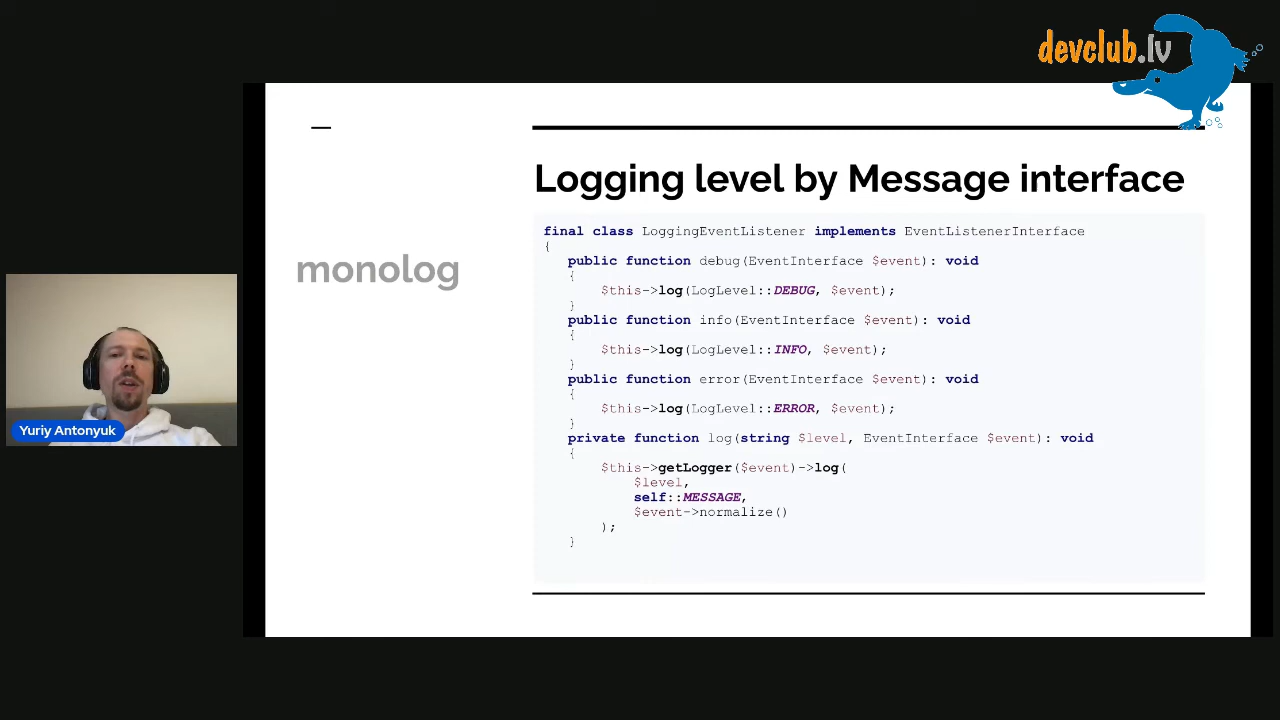 devclub.lv
Logging level by Message interface
monolog
final class LoggingEventListener implements EventListenerInterface
{
public function debug(EventInterface $event): void
{
$this->log(LogLevel::DEBUG, $event);
}
public function info(EventInterface $event): void
{
$this->log(LogLevel::INFO, $event);
}
public function error(EventInterface $event): void
{
$this->log(LogLevel::ERROR, $event);
}
private function log(string $level, EventInterface $event): void
{
$this->getLogger($event)->log(
$level,
self::MESSAGE,
$event->normalize()
);
}
Yuriy Antonyuk